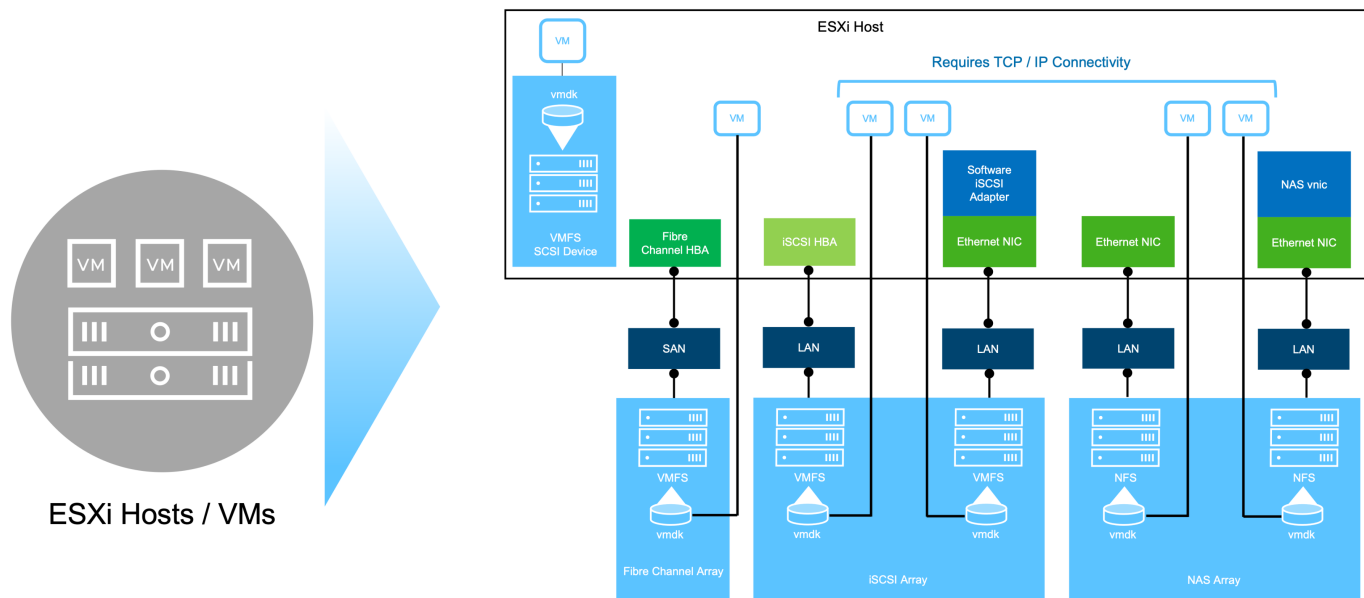 VM
VM
VM
ESXi Hosts / VMs
ESXi Host
VM
Requires TCP / IP Connectivity
vmdk
VM
VM
VM
VM
VM
VMFS
SCSI Device
Fibre
Channel HBA
iSCSI HBA
Software
iSCSI
Adapter
Ethernet NIC
Ethernet NIC
NAS vnic
Ethernet NIC
SAN
LAN
LAN
LAN
LAN
VMFS
VMFS
VMFS
NFS
NFS
vmdk
vmdk
vmdk
vmdk
vmdk
Fibre Channel Array
iSCSI Array
NAS Array